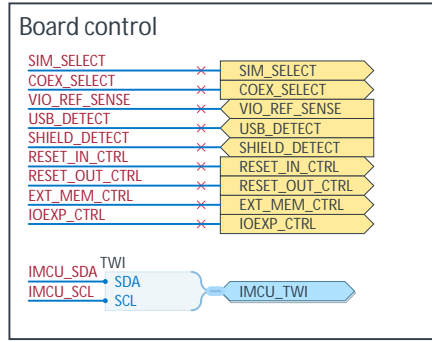 Board control
SIM_SELECT SIM_SELECT
COEX_SELECT COEX_SELECT
VIO_REF_SENSE VIO_REF_SENSE
USB_DETECT USB_DETECT
SHIELD_DETECT SHIELD_DETECT
RESET_IN_CTRL RESET_IN_CTRL
RESET_OUT_CTRL RESET_OUT_CTRL
EXT_MEM_CTRL EXT_MEM_CTRL
IOEXP_CTRL IOEXP_CTRL
TWI
IMCU_SDA SDA
IMCU_SCL SCL
IMCU_TWI